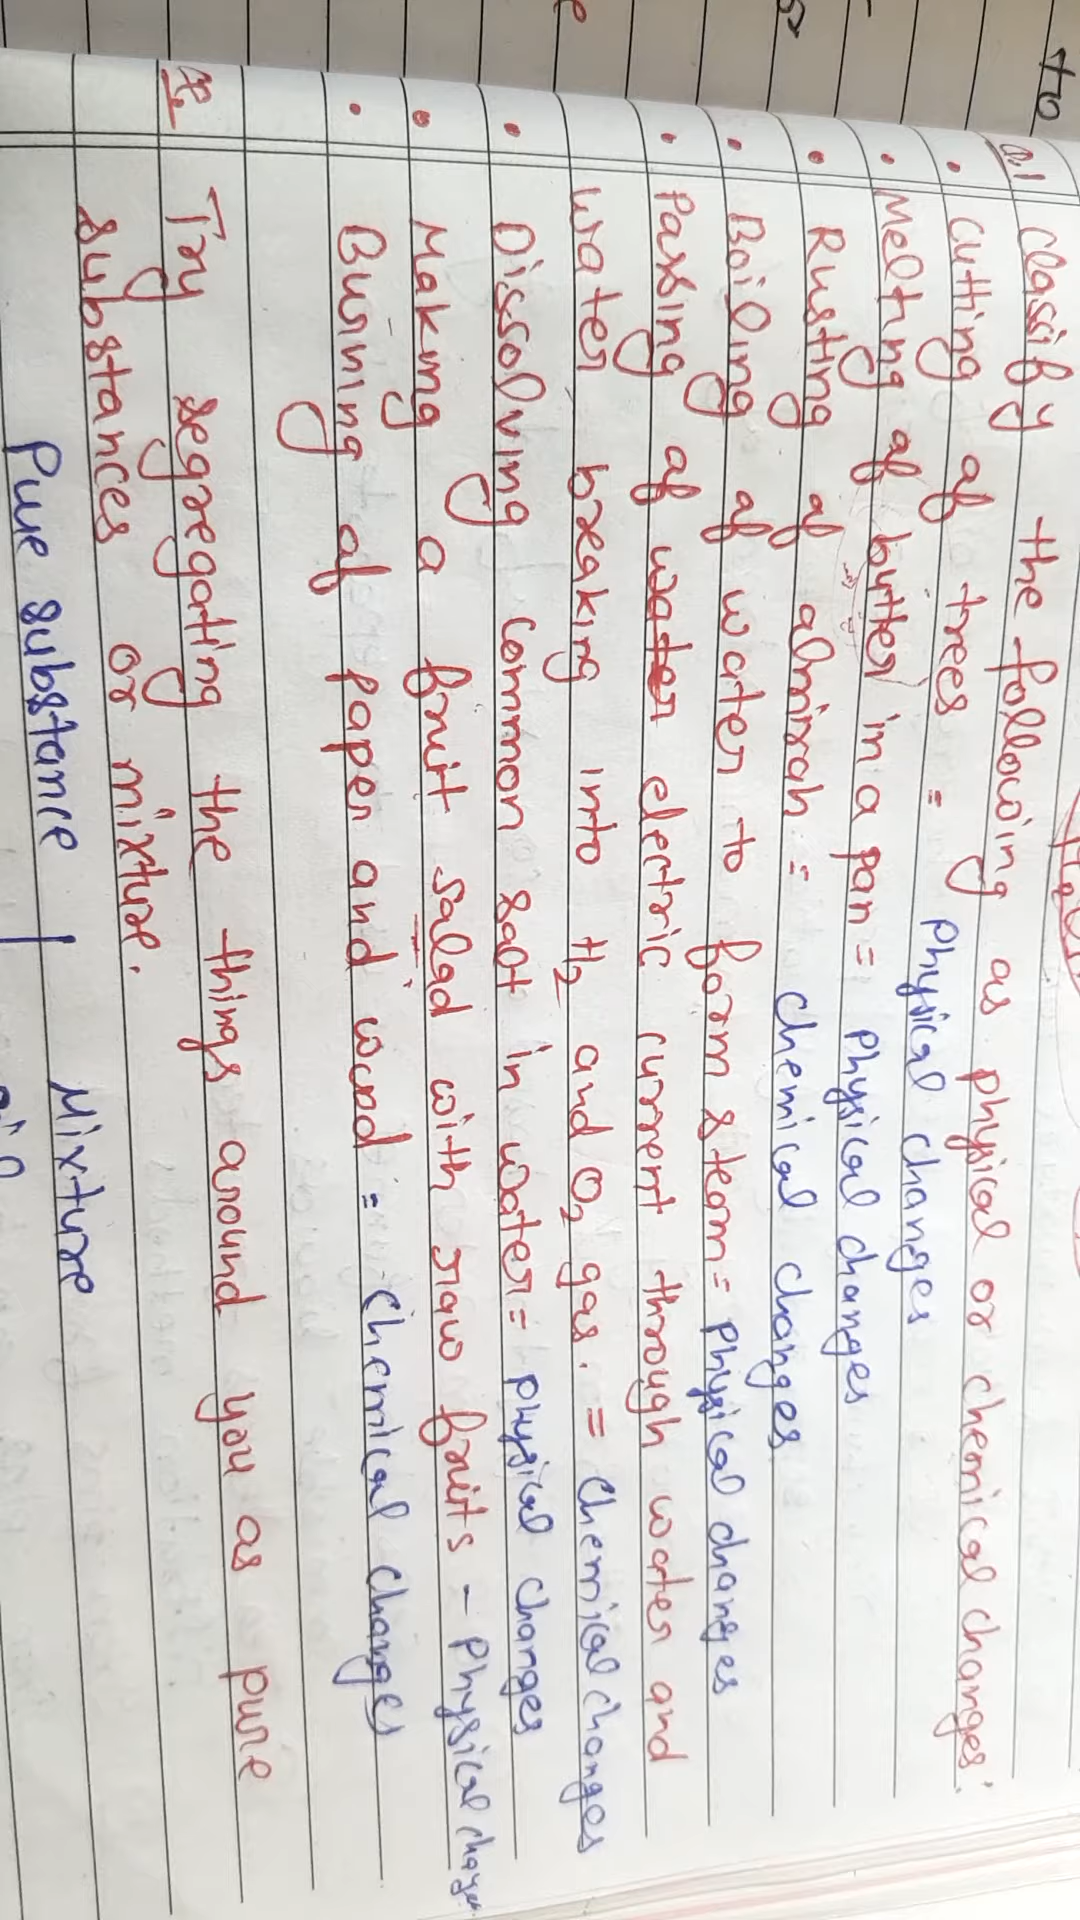 to
Q.1 Classify the following as physical or chemical changes.
• Cutting of trees = Physical changes
• Melting of butter in a pan = Physical changes
• Rusting of almirah = Chemical changes
• Boiling of water to form steam = Physical changes
• Passing of water electric current through water and
water breaking into H₂ and O₂ gas. = Chemical changes
• Dissolving common salt in water = Physical changes
• Making a fruit salad with raw fruits - Physical changes
• Burning of paper and wood = Chemical changes
Try segregating the things around you as pure
substances or mixture.
Pure substance | Mixture